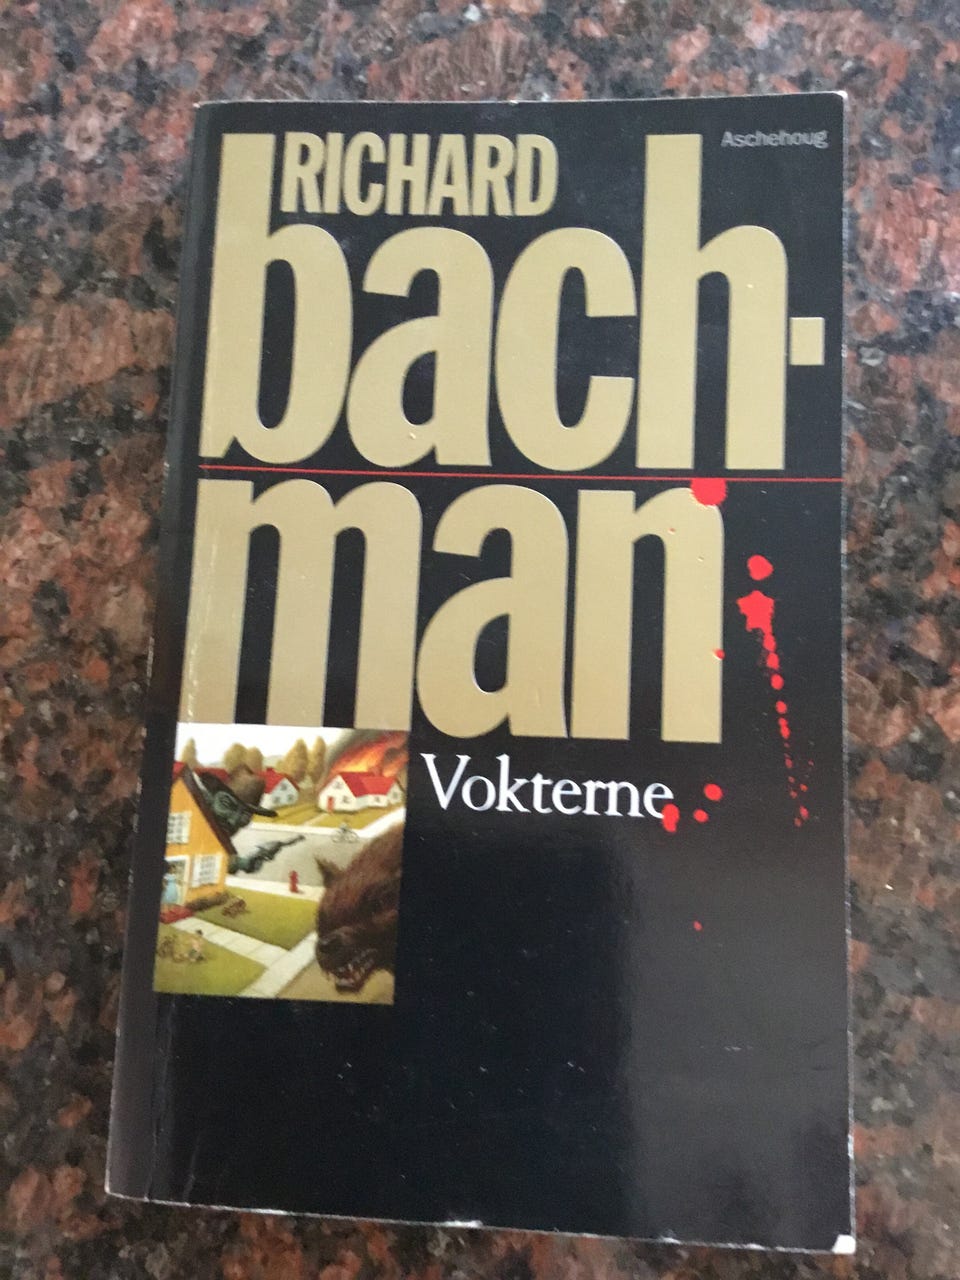 Aschehoug
RICHARD
bach-
man
Vokterne